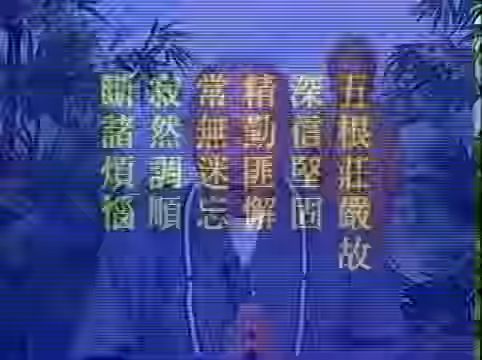 五根莊嚴故
深信堅固
精勤匪懈
常無迷忘
寂然調順
斷諸煩惱